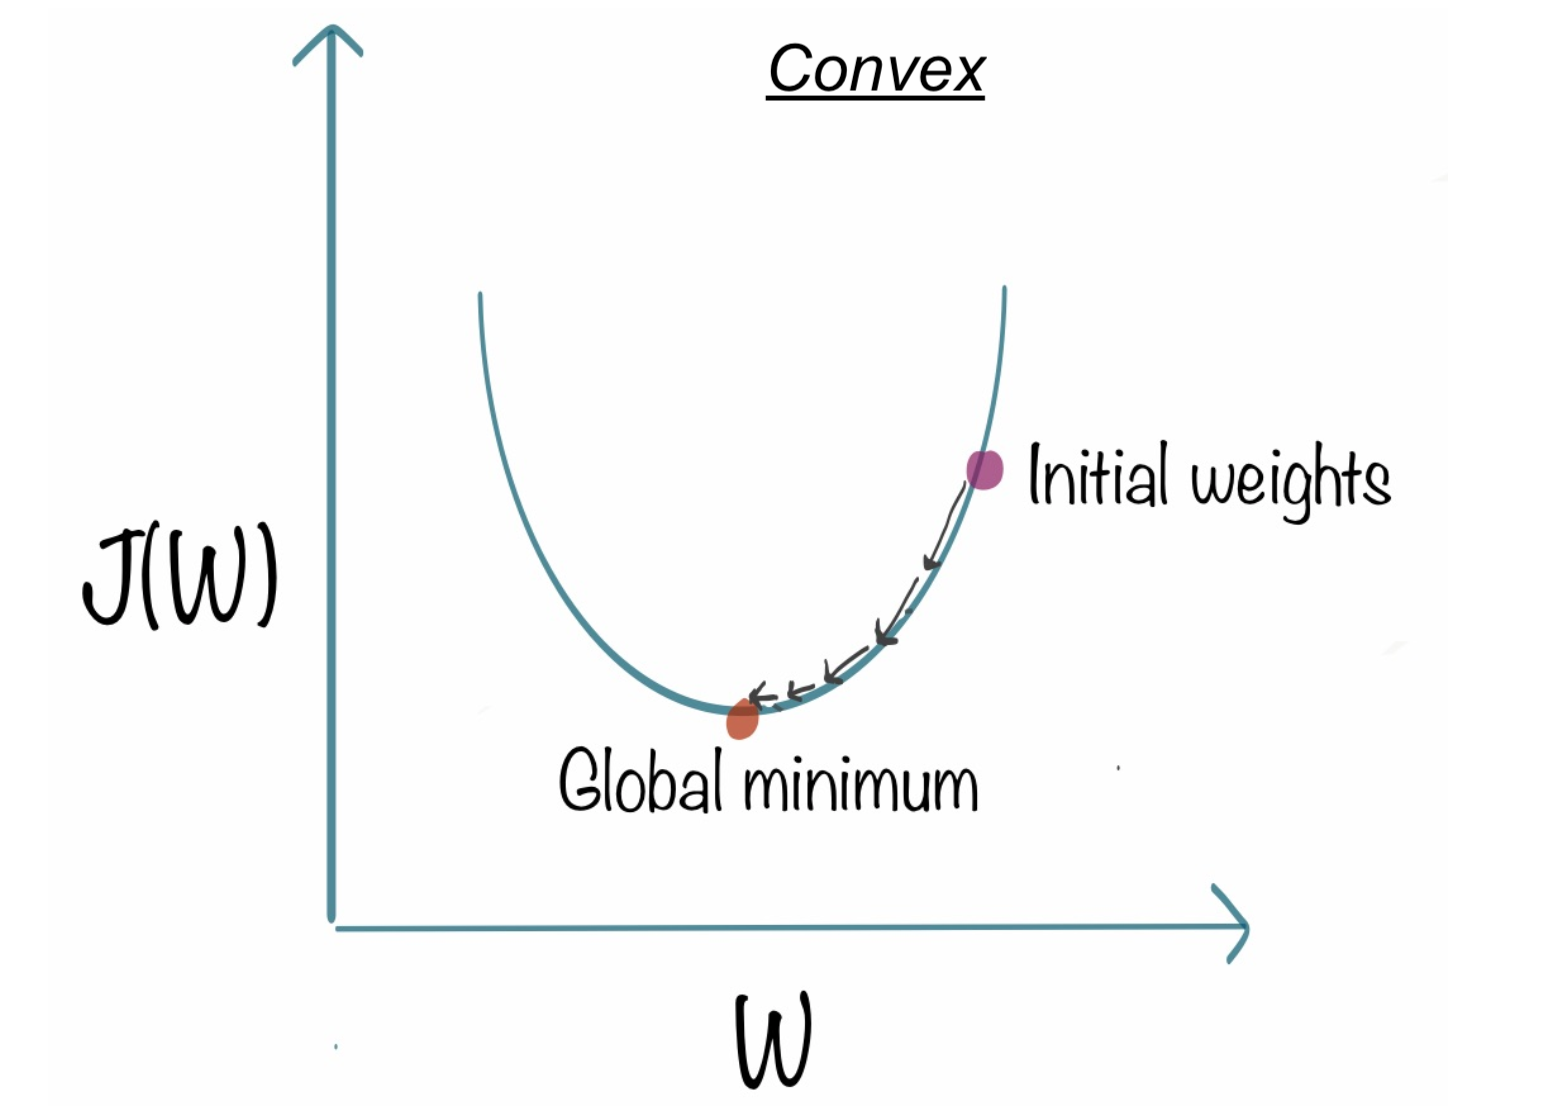 Convex
Initial weights
J(W)
Global minimum
W